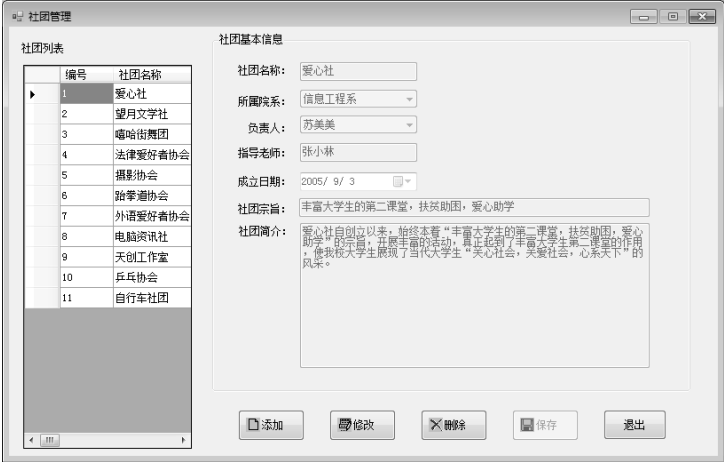 社团管理
社团列表
编号 社团名称
1 爱心社
2 望月文学社
3 嘻哈街舞团
4 法律爱好者协会
5 摄影协会
6 跆拳道协会
7 外语爱好者协会
8 电脑资讯社
9 天创工作室
10 乒乓协会
11 自行车社团
社团基本信息
社团名称： 爱心社
所属院系： 信息工程系
负责人： 苏美美
指导老师： 张小林
成立日期： 2005/ 9/ 3
社团宗旨： 丰富大学生的第二课堂，扶贫助困，爱心助学
社团简介： 爱心社自创立以来，始终本着“丰富大学生的第二课堂，扶贫助困，爱心
助学”的宗旨，开展丰富的活动，真正起到了丰富大学生第二课堂的作用
，使我校大学生展现了当代大学生“关心社会，关爱社会，心系天下”的
风采。
添加 修改 删除 保存 退出